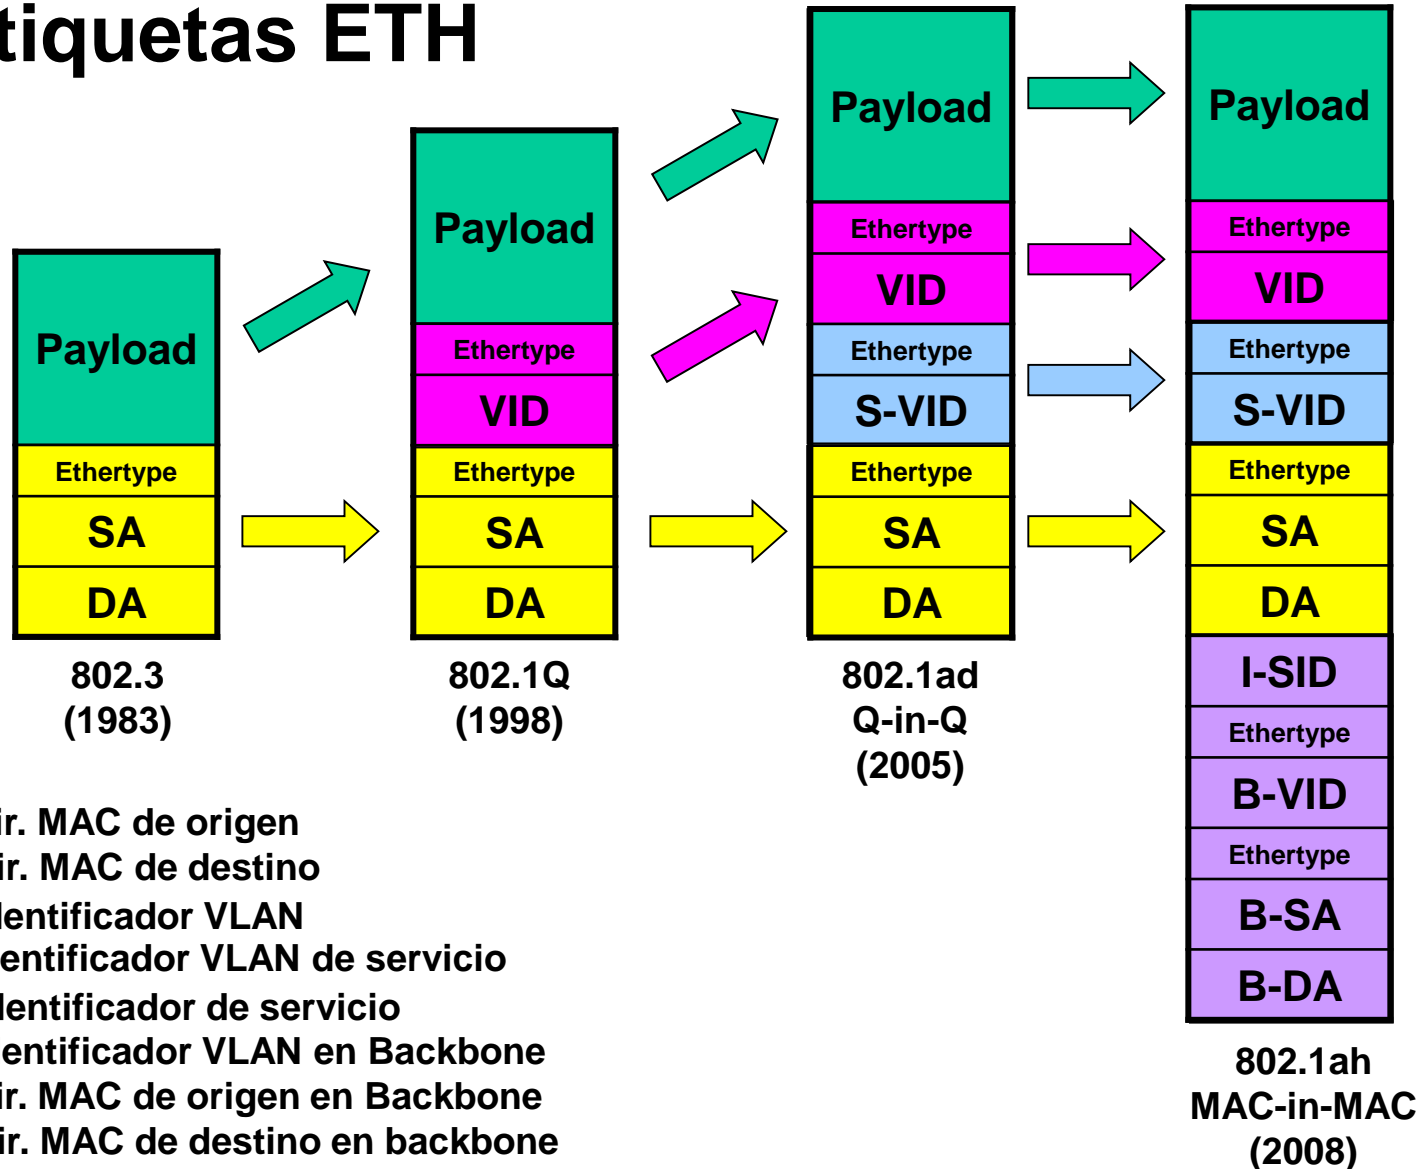 tiquetas ETH
Payload
Ethertype
SA
DA
802.3
(1983)
Payload
Ethertype
VID
Ethertype
SA
DA
802.1Q
(1998)
Payload
Ethertype
VID
Ethertype
S-VID
Ethertype
SA
DA
802.1ad
Q-in-Q
(2005)
Payload
Ethertype
VID
Ethertype
S-VID
Ethertype
SA
DA
I-SID
Ethertype
B-VID
Ethertype
B-SA
B-DA
802.1ah
MAC-in-MAC
(2008)
ir. MAC de origen
ir. MAC de destino
dentificador VLAN
entificador VLAN de servicio
dentificador de servicio
entificador VLAN en Backbone
ir. MAC de origen en Backbone
ir. MAC de destino en backbone